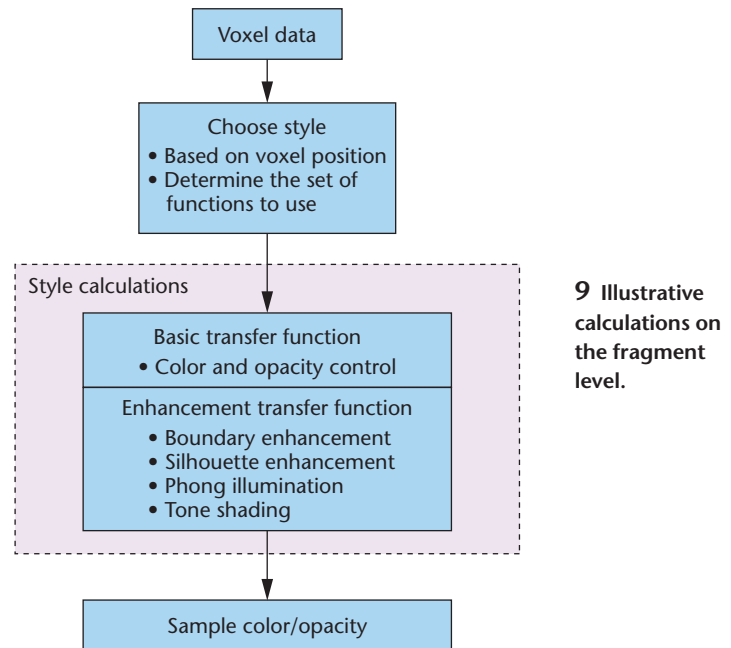 Voxel data
Choose style
• Based on voxel position
• Determine the set of
functions to use
Style calculations
Basic transfer function
• Color and opacity control
Enhancement transfer function
• Boundary enhancement
• Silhouette enhancement
• Phong illumination
• Tone shading
Sample color/opacity
9 Illustrative
calculations on
the fragment
level.